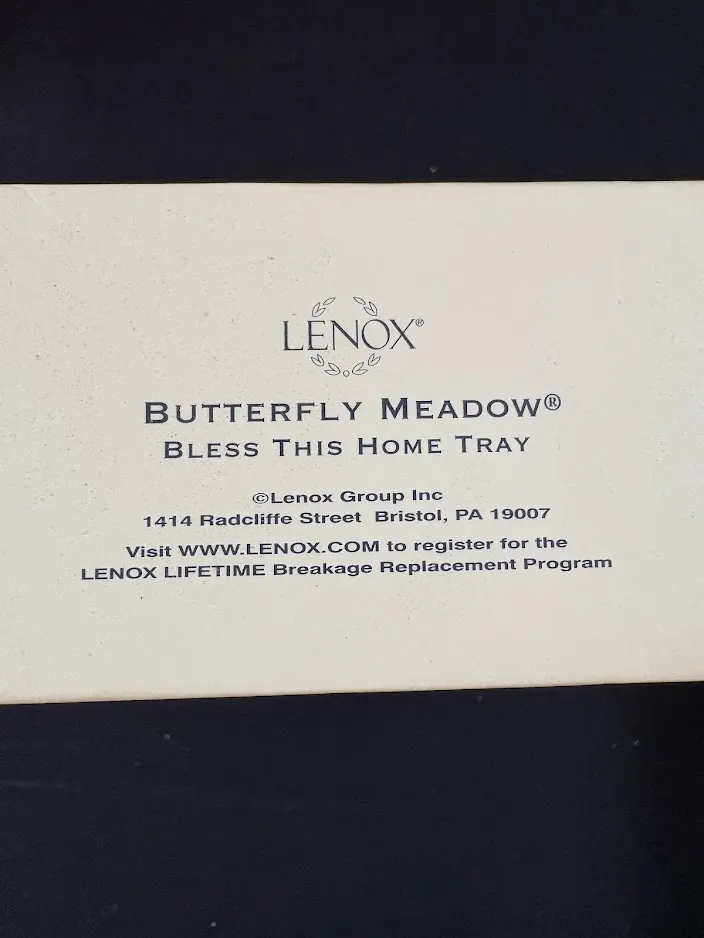 LENOX®
BUTTERFLY MEADOW®
BLESS THIS HOME TRAY
©Lenox Group Inc
1414 Radcliffe Street Bristol, PA 19007
Visit WWW.LENOX.COM to register for the
LENOX LIFETIME Breakage Replacement Program